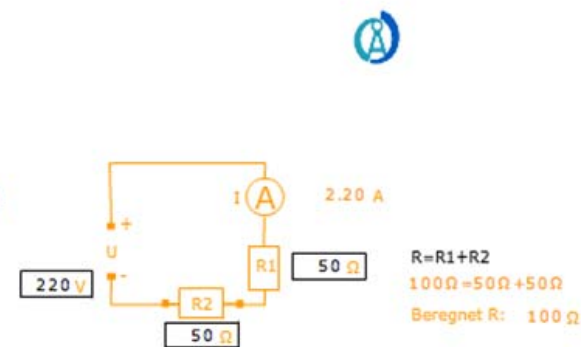 I A 2.20 A
+
U
-
220 V
R1
50 Ω
R2
50 Ω
R=R1+R2
100Ω=50Ω+50Ω
Beregnet R: 100 Ω